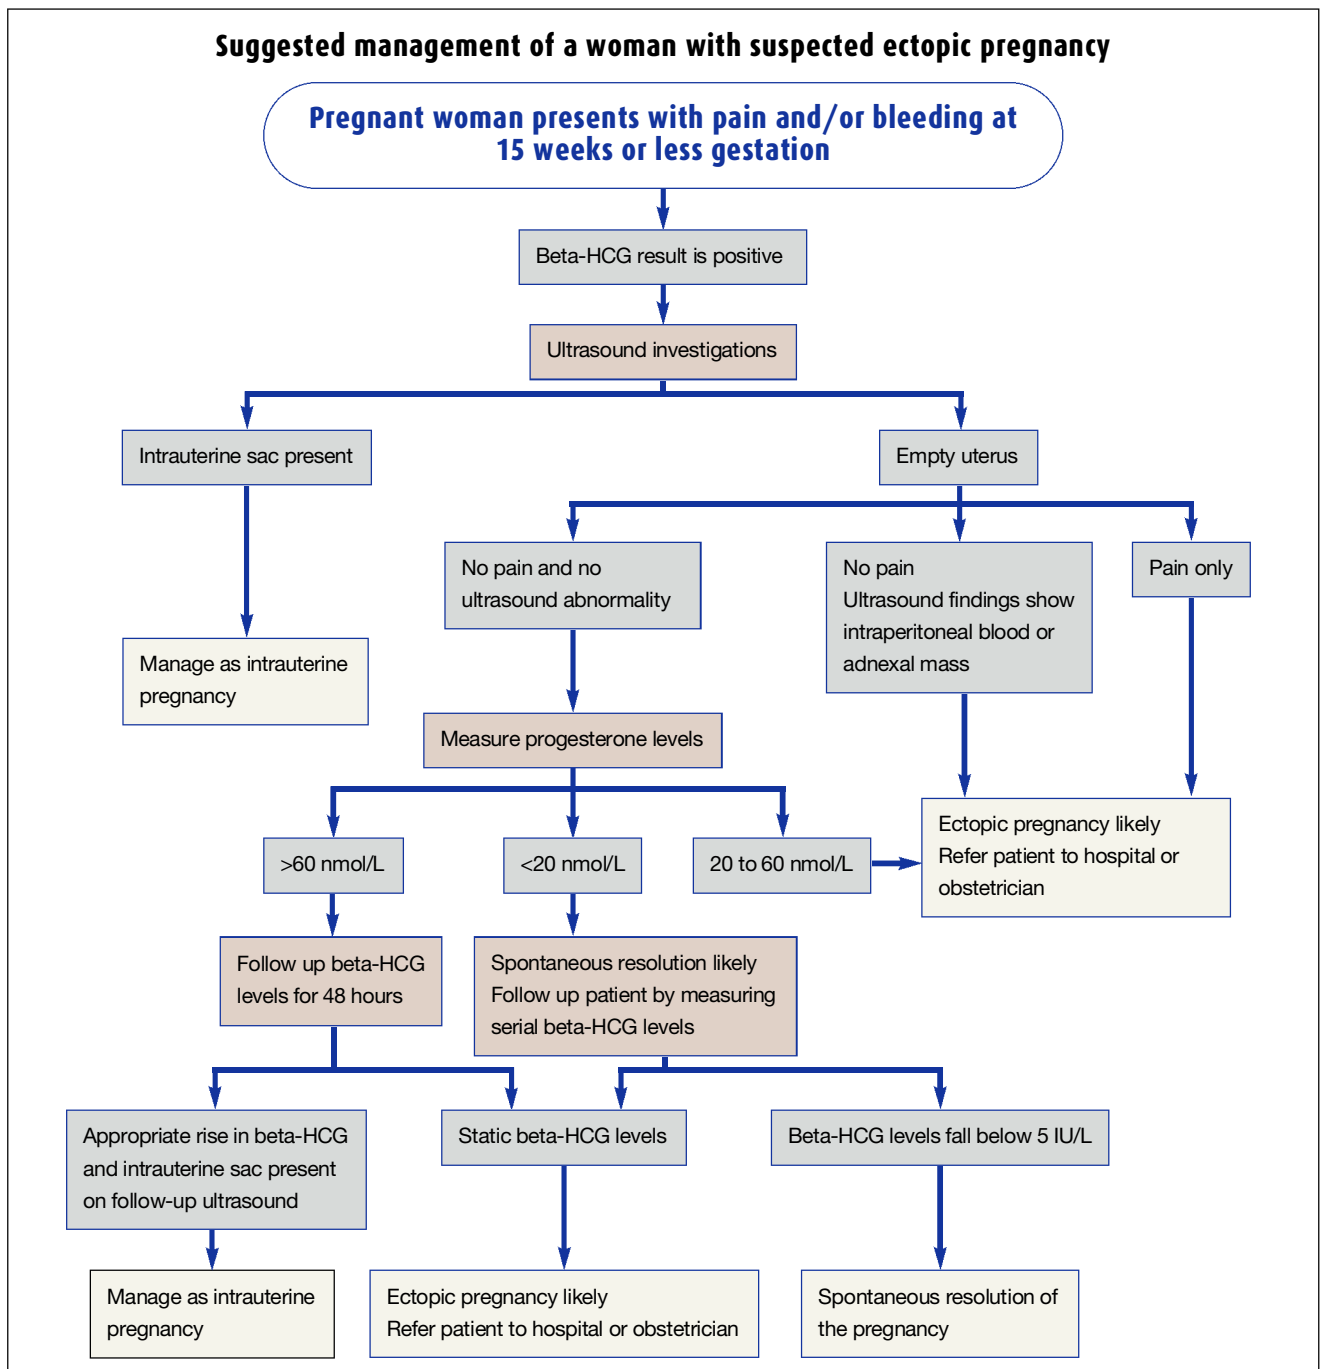 Suggested management of a woman with suspected ectopic pregnancy
Pregnant woman presents with pain and/or bleeding at
15 weeks or less gestation
Beta-HCG result is positive
Ultrasound investigations
Intrauterine sac present
Empty uterus
No pain and no
ultrasound abnormality
No pain
Ultrasound findings show
intraperitoneal blood or
adnexal mass
Pain only
Manage as intrauterine
pregnancy
Measure progesterone levels
Ectopic pregnancy likely
Refer patient to hospital or
obstetrician
>60 nmol/L
<20 nmol/L
20 to 60 nmol/L
Follow up beta-HCG
levels for 48 hours
Spontaneous resolution likely
Follow up patient by measuring
serial beta-HCG levels
Appropriate rise in beta-HCG
and intrauterine sac present
on follow-up ultrasound
Static beta-HCG levels
Beta-HCG levels fall below 5 IU/L
Manage as intrauterine
pregnancy
Ectopic pregnancy likely
Refer patient to hospital or obstetrician
Spontaneous resolution of
the pregnancy